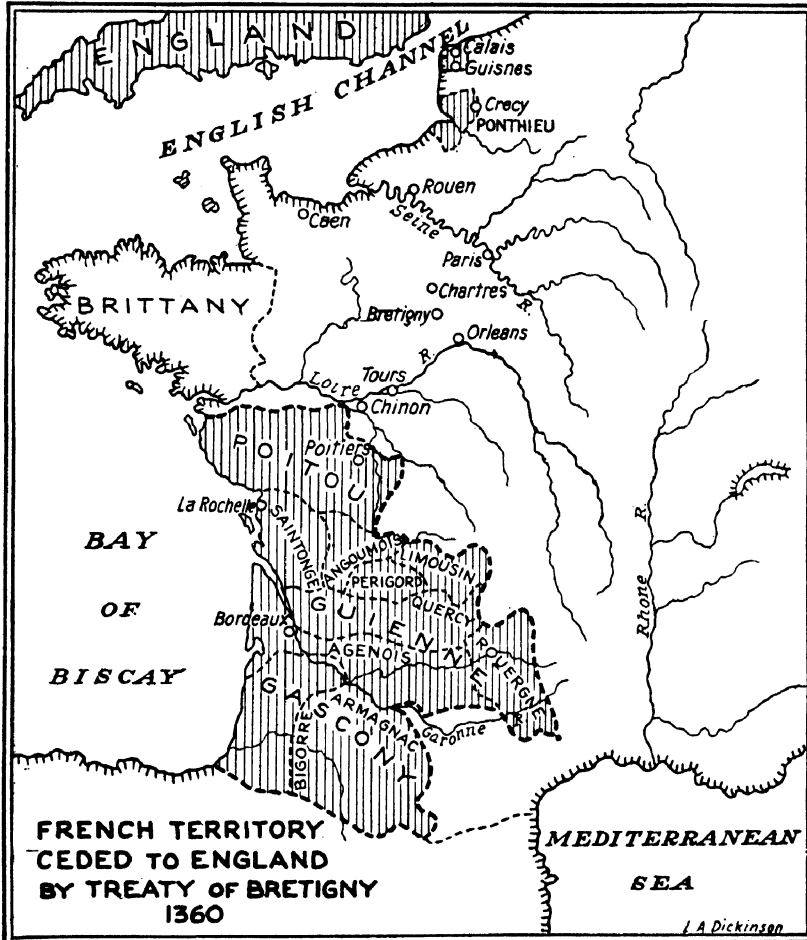 ENGLAND
ENGLISH CHANNEL
Calais
Guisnes
Crecy
PONTHIEU
Rouen
Caen
Seine
Paris
R.
Chartres
BRITTANY
Bretigny
Orleans
R.
Loire
Tours
Chinon
POITOU
Poitiers
La Rochelle
SAINTONGE
ANGOUMOIS
LIMOUSIN
PERIGORD
BAY
OF
BISCAY
Rhone R.
GUIENNE
QUERCY
Bordeaux
AGENOIS
ROUERGNE
GASCONY
ARMAGNAC
BIGORRE
Garonne
R.
FRENCH TERRITORY
CEDED TO ENGLAND
BY TREATY OF BRETIGNY
1360
MEDITERRANEAN
SEA
L A Dickinson